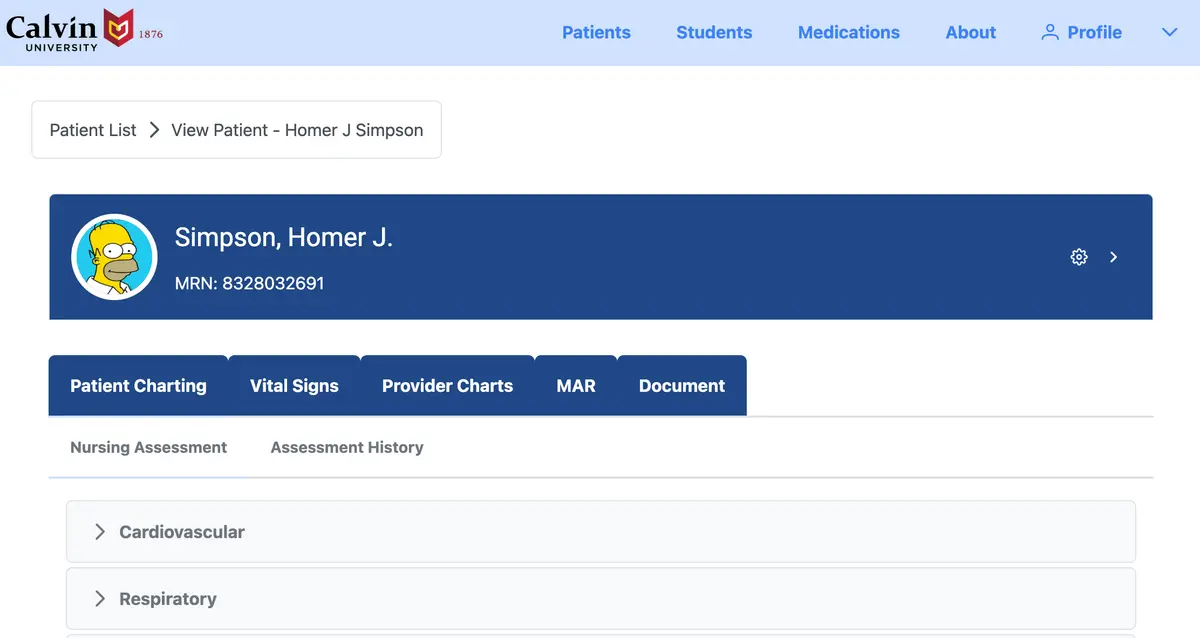 Calvin
UNIVERSITY
1876
Patients Students Medications About Profile
Patient List View Patient - Homer J Simpson
Simpson, Homer J.
MRN: 8328032691
Patient Charting Vital Signs Provider Charts MAR Document
Nursing Assessment Assessment History
Cardiovascular
Respiratory